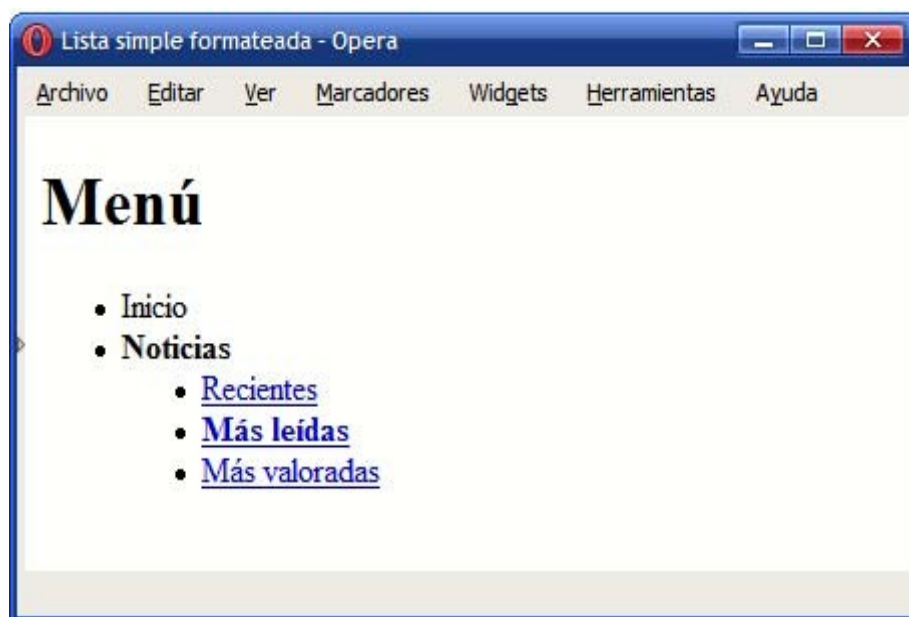 Lista simple formateada - Opera
Archivo Editar Ver Marcadores Widgets Herramientas Ayuda
Menú
Inicio
Noticias
Recientes
Más leídas
Más valoradas